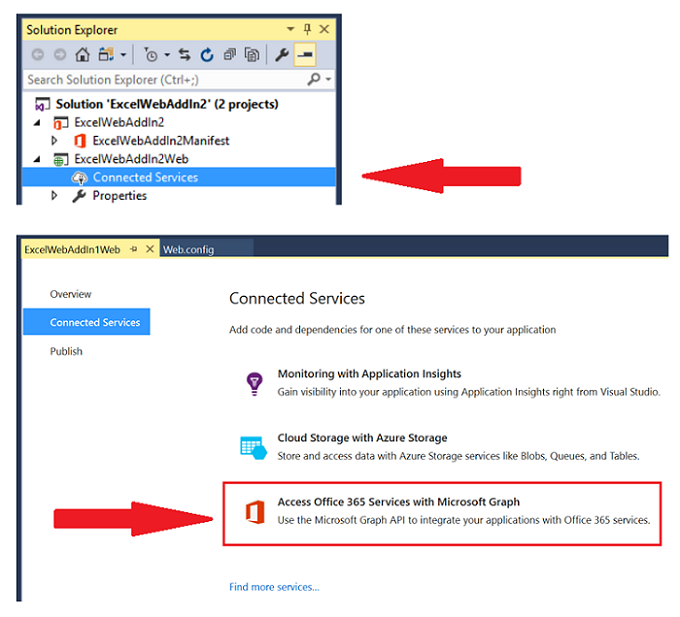 Solution Explorer
Search Solution Explorer (Ctrl+;)
Solution 'ExcelWebAddIn2' (2 projects)
ExcelWebAddIn2
ExcelWebAddIn2Manifest
ExcelWebAddIn2Web
Connected Services
Properties
ExcelWebAddIn1Web Web.config
Overview
Connected Services
Publish
Connected Services
Add code and dependencies for one of these services to your application
Monitoring with Application Insights
Gain visibility into your application using Application Insights right from Visual Studio.
Cloud Storage with Azure Storage
Store and access data with Azure Storage services like Blobs, Queues, and Tables.
Access Office 365 Services with Microsoft Graph
Use the Microsoft Graph API to integrate your applications with Office 365 services.
Find more services...